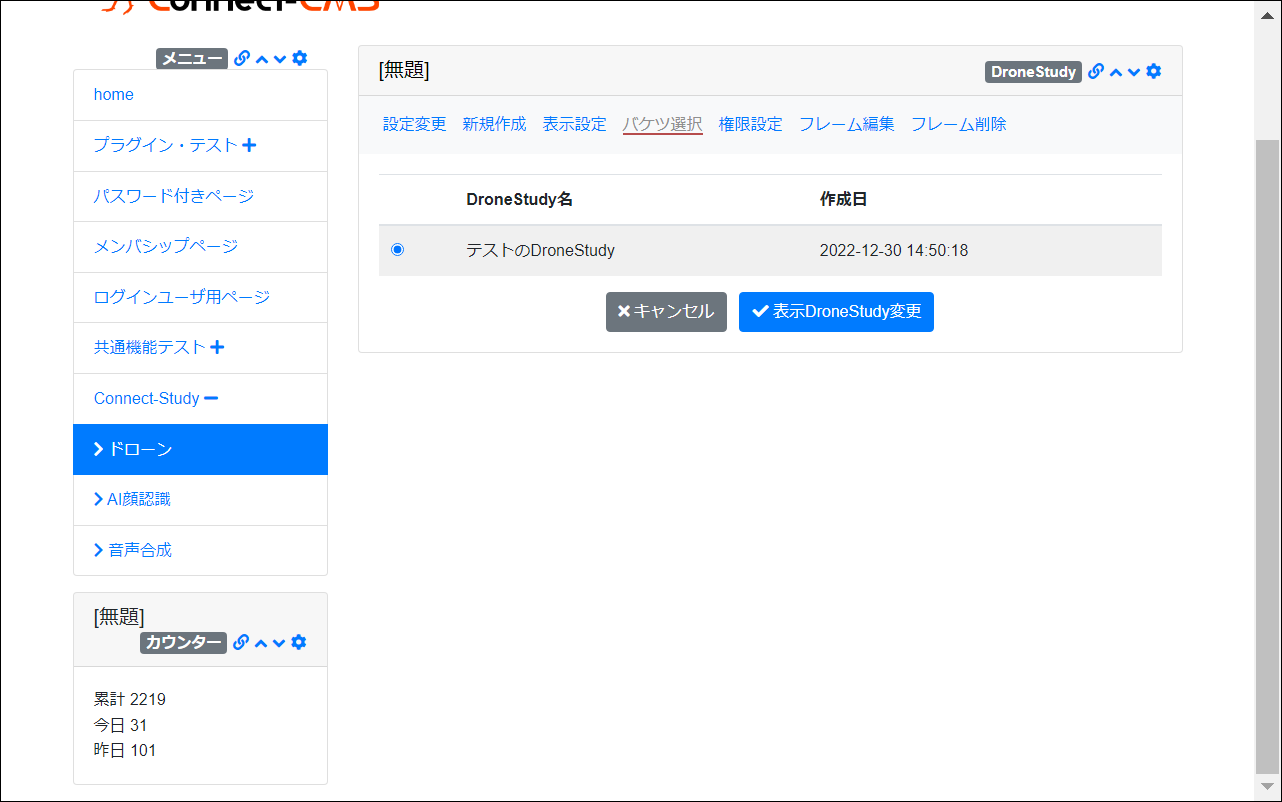 Connect-CMS
メニュー
home
プラグイン・テスト
パスワード付きページ
メンバシップページ
ログインユーザ用ページ
共通機能テスト
Connect-Study
ドローン
AI顔認識
音声合成
[無題]
カウンター
累計 2219
今日 31
昨日 101
[無題]
DroneStudy
設定変更 新規作成 表示設定 バケツ選択 権限設定 フレーム編集 フレーム削除
DroneStudy名 作成日
テストのDroneStudy 2022-12-30 14:50:18
キャンセル 表示DroneStudy変更